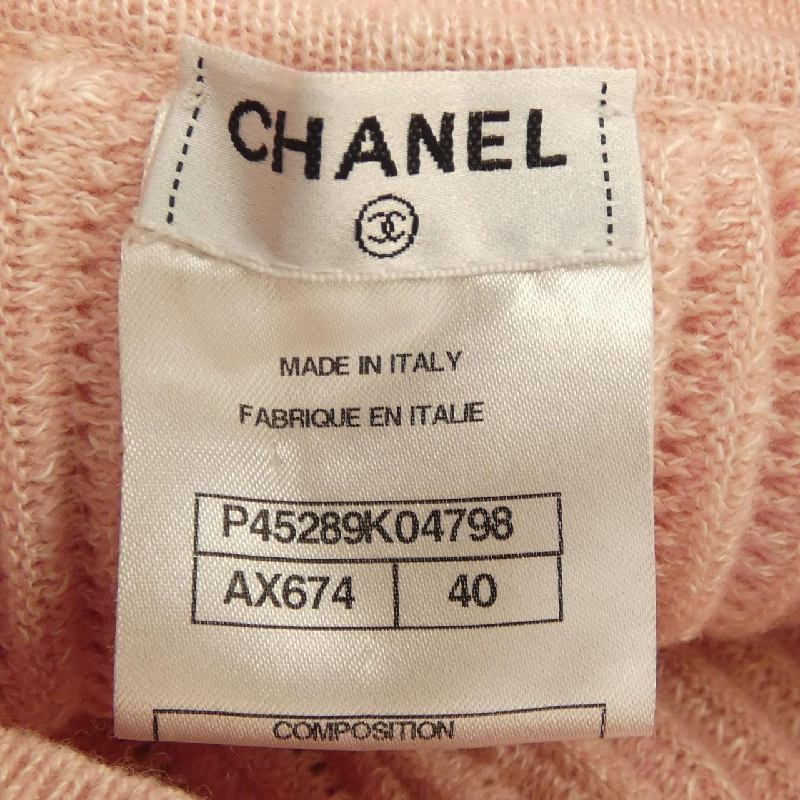 CHANEL
MADE IN ITALY
FABRIQUE EN ITALIE
P45289K04798
AX674 40
COMPOSITION